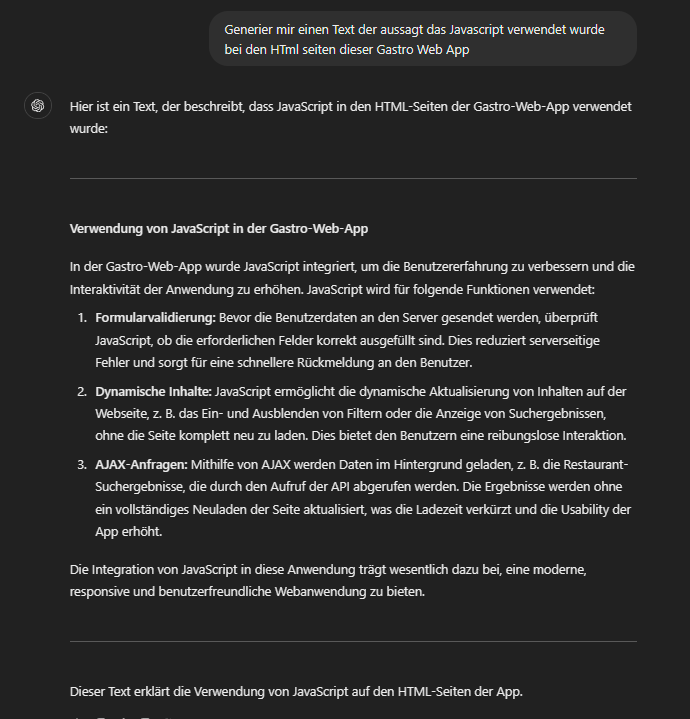 Generier mir einen Text der aussagt das Javascript verwendet wurde
bei den HTml seiten dieser Gastro Web App
Hier ist ein Text, der beschreibt, dass JavaScript in den HTML-Seiten der Gastro-Web-App verwendet
wurde:
Verwendung von JavaScript in der Gastro-Web-App
In der Gastro-Web-App wurde JavaScript integriert, um die Benutzererfahrung zu verbessern und die
Interaktivität der Anwendung zu erhöhen. JavaScript wird für folgende Funktionen verwendet:
1. Formularvalidierung: Bevor die Benutzerdaten an den Server gesendet werden, überprüft
JavaScript, ob die erforderlichen Felder korrekt ausgefüllt sind. Dies reduziert serverseitige
Fehler und sorgt für eine schnellere Rückmeldung an den Benutzer.
2. Dynamische Inhalte: JavaScript ermöglicht die dynamische Aktualisierung von Inhalten auf der
Webseite, z. B. das Ein- und Ausblenden von Filtern oder die Anzeige von Suchergebnissen,
ohne die Seite komplett neu zu laden. Dies bietet den Benutzern eine reibungslose Interaktion.
3. AJAX-Anfragen: Mithilfe von AJAX werden Daten im Hintergrund geladen, z. B. die Restaurant-
Suchergebnisse, die durch den Aufruf der API abgerufen werden. Die Ergebnisse werden ohne
ein vollständiges Neuladen der Seite aktualisiert, was die Ladezeit verkürzt und die Usability der
App erhöht.
Die Integration von JavaScript in diese Anwendung trägt wesentlich dazu bei, eine moderne,
responsive und benutzerfreundliche Webanwendung zu bieten.
Dieser Text erklärt die Verwendung von JavaScript auf den HTML-Seiten der App.